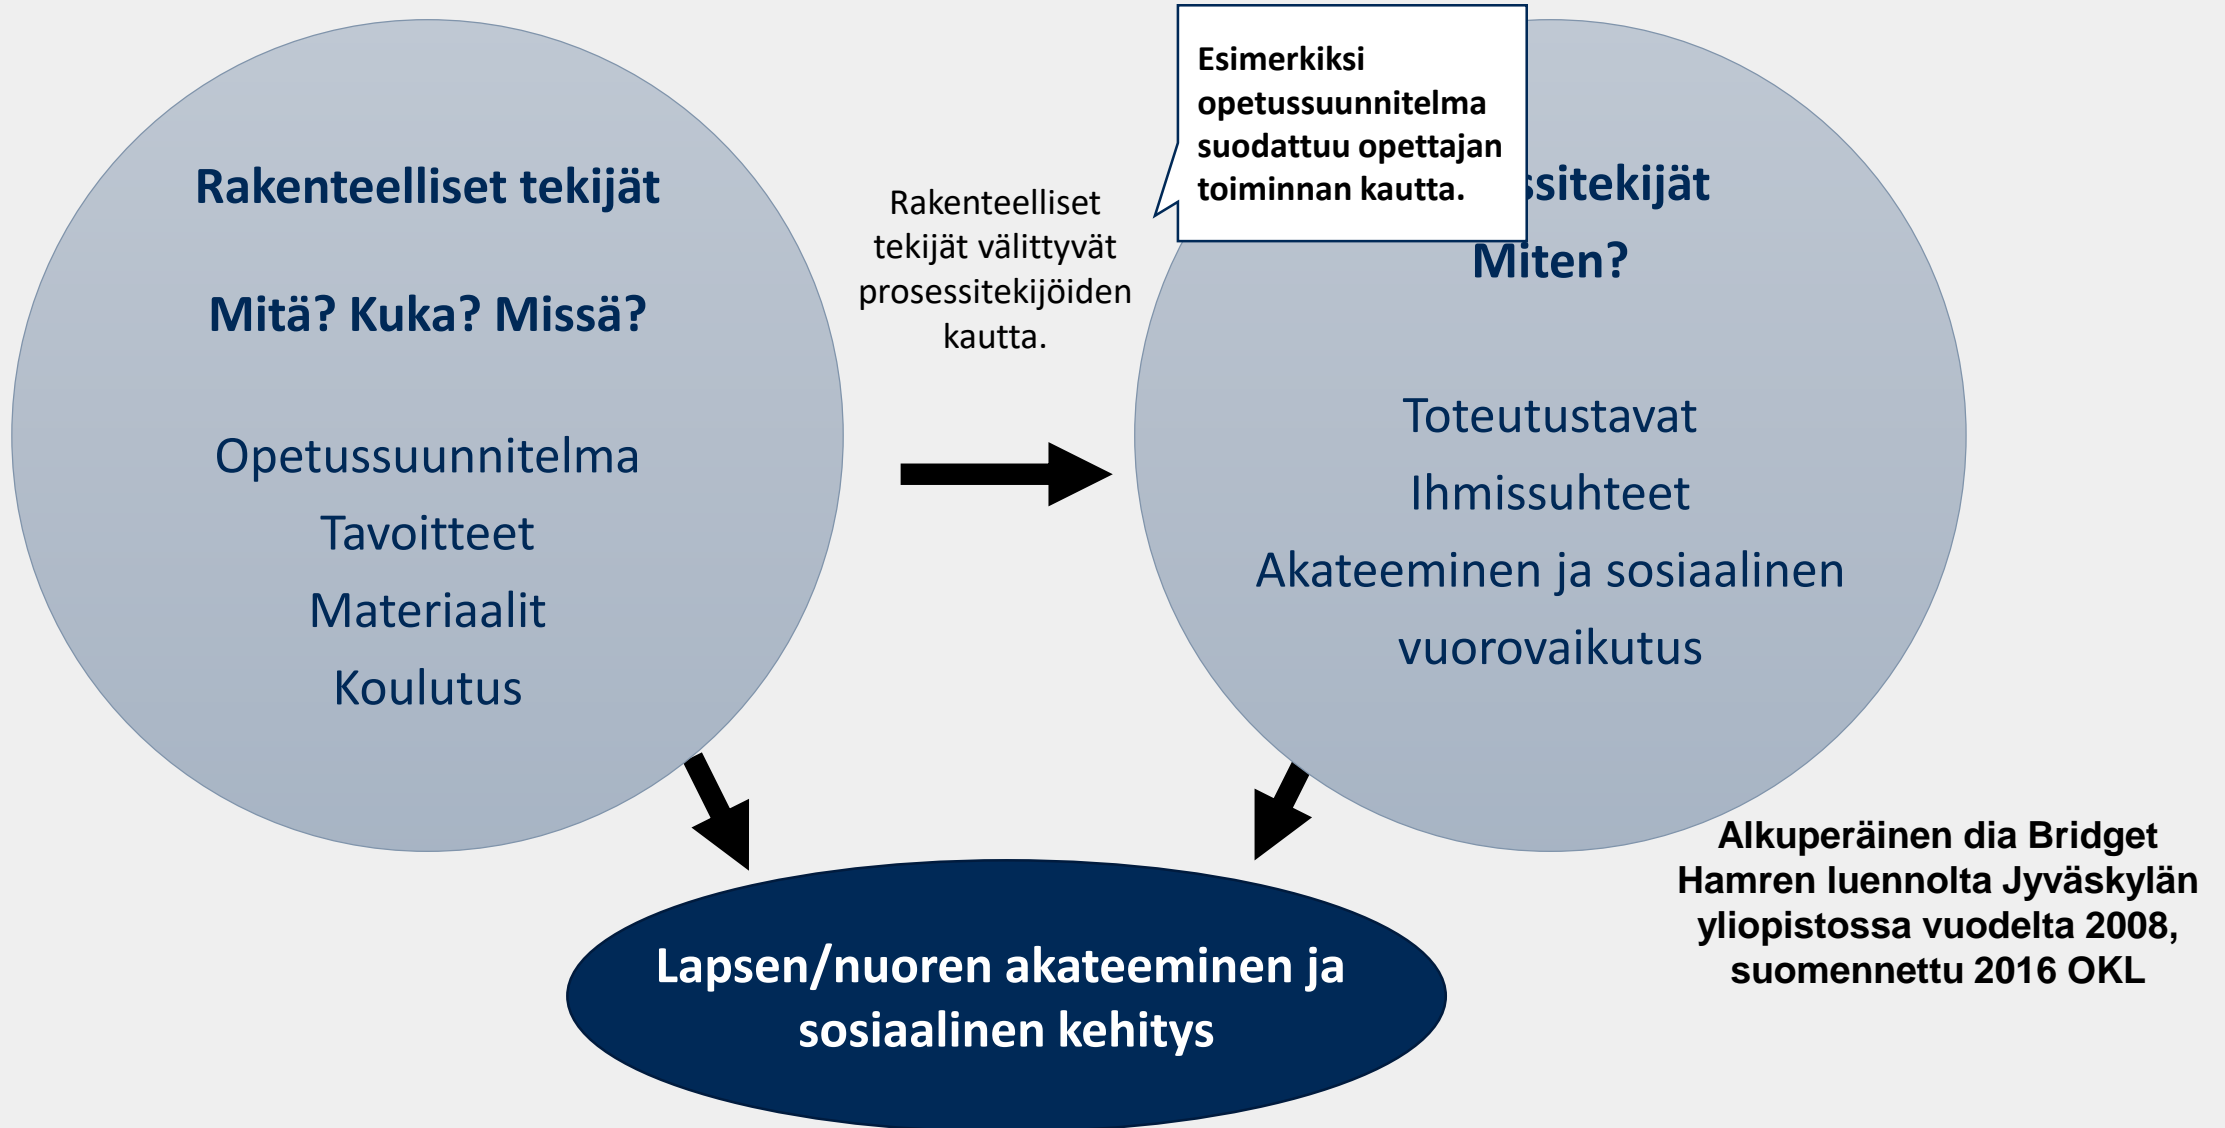 Rakenteelliset tekijät
Mitä? Kuka? Missä?
Opetussuunnitelma
Tavoitteet
Materiaalit
Koulutus
Rakenteelliset
tekijät välittyvät
prosessitekijöiden
kautta.
Esimerkiksi
opetussuunnitelma
suodattuu opettajan
toiminnan kautta.
ssitekijät
Miten?
Toteutustavat
Ihmissuhteet
Akateeminen ja sosiaalinen
vuorovaikutus
Lapsen/nuoren akateeminen ja
sosiaalinen kehitys
Alkuperäinen dia Bridget
Hamren luennolta Jyväskylän
yliopistossa vuodelta 2008,
suomennettu 2016 OKL